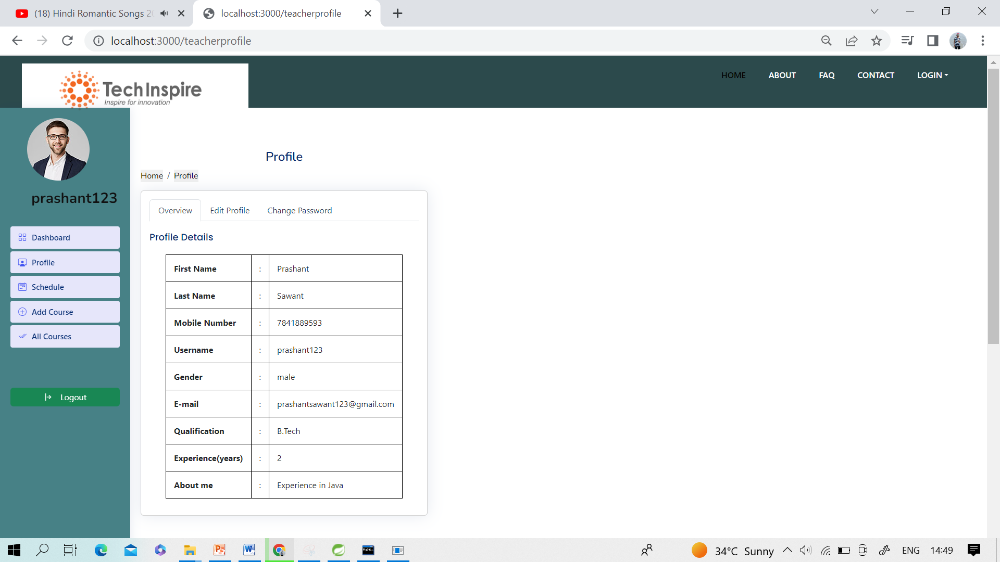 (18) Hindi Romantic Songs 20
localhost:3000/teacherprofile
localhost:3000/teacherprofile
TechInspire
Inspire for innovation
HOME ABOUT FAQ CONTACT LOGIN
prashant123
Dashboard
Profile
Schedule
Add Course
All Courses
Logout
Profile
Home / Profile
Overview Edit Profile Change Password
Profile Details
First Name : Prashant
Last Name : Sawant
Mobile Number : 7841889593
Username : prashant123
Gender : male
E-mail : prashantsawant123@gmail.com
Qualification : B.Tech
Experience(years) : 2
About me : Experience in Java
34°C Sunny ENG 14:49